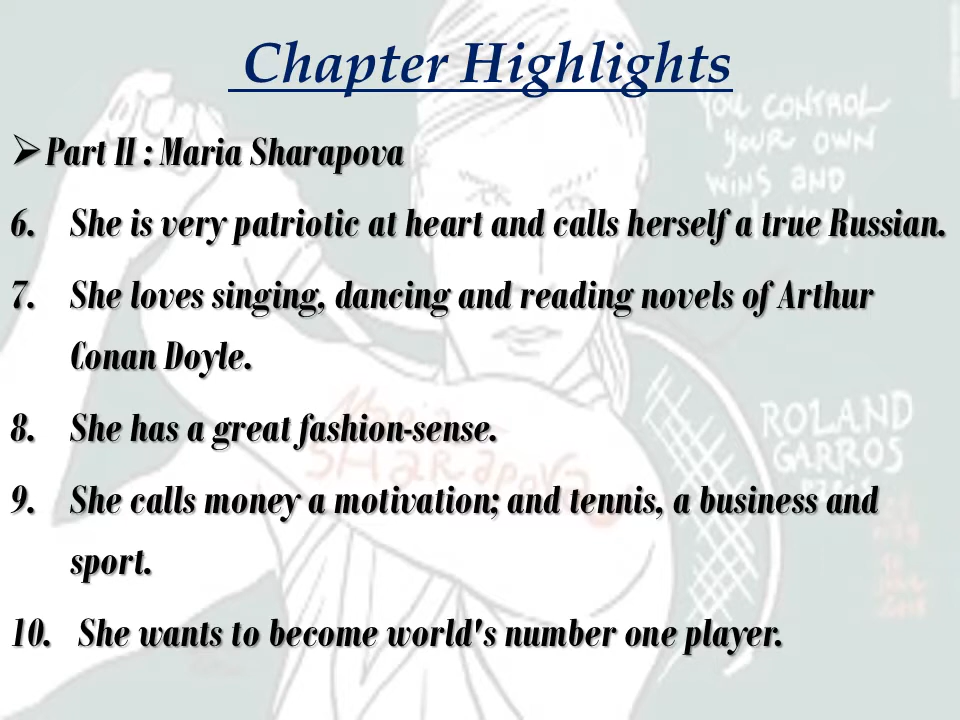 Chapter Highlights
➢Part II : Maria Sharapova
6. She is very patriotic at heart and calls herself a true Russian.
7. She loves singing, dancing and reading novels of Arthur
Conan Doyle.
8. She has a great fashion-sense.
9. She calls money a motivation; and tennis, a business and
sport.
10. She wants to become world's number one player.
YOU CONTROL
YOUR OWN
WINS AND
Maria
SHARAPOVA
ROLAND
GARROS